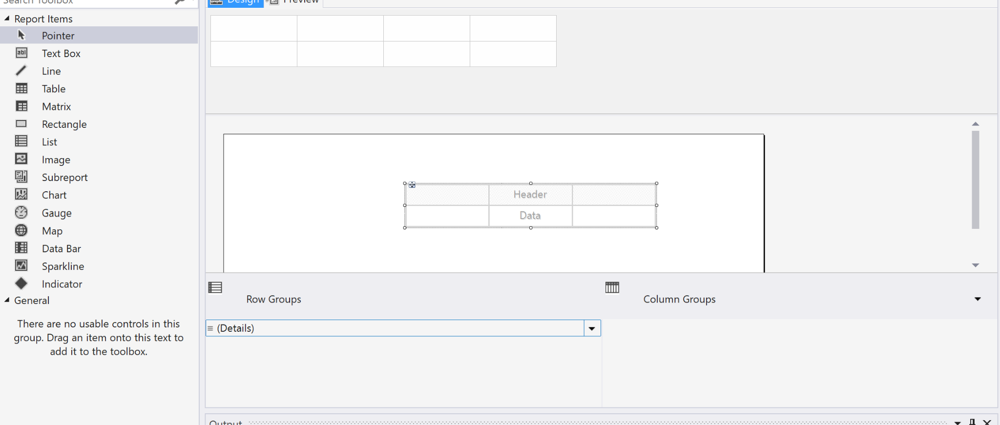 Search Toolbox
Design
Preview
Report Items
Pointer
abl
Text Box
Line
Table
Matrix
Rectangle
List
Image
Subreport
Chart
Gauge
Map
Data Bar
Sparkline
Indicator
General
There are no usable controls in this
group. Drag an item onto this text to
add it to the toolbox.
Header
Data
Row Groups
Column Groups
(Details)
Output